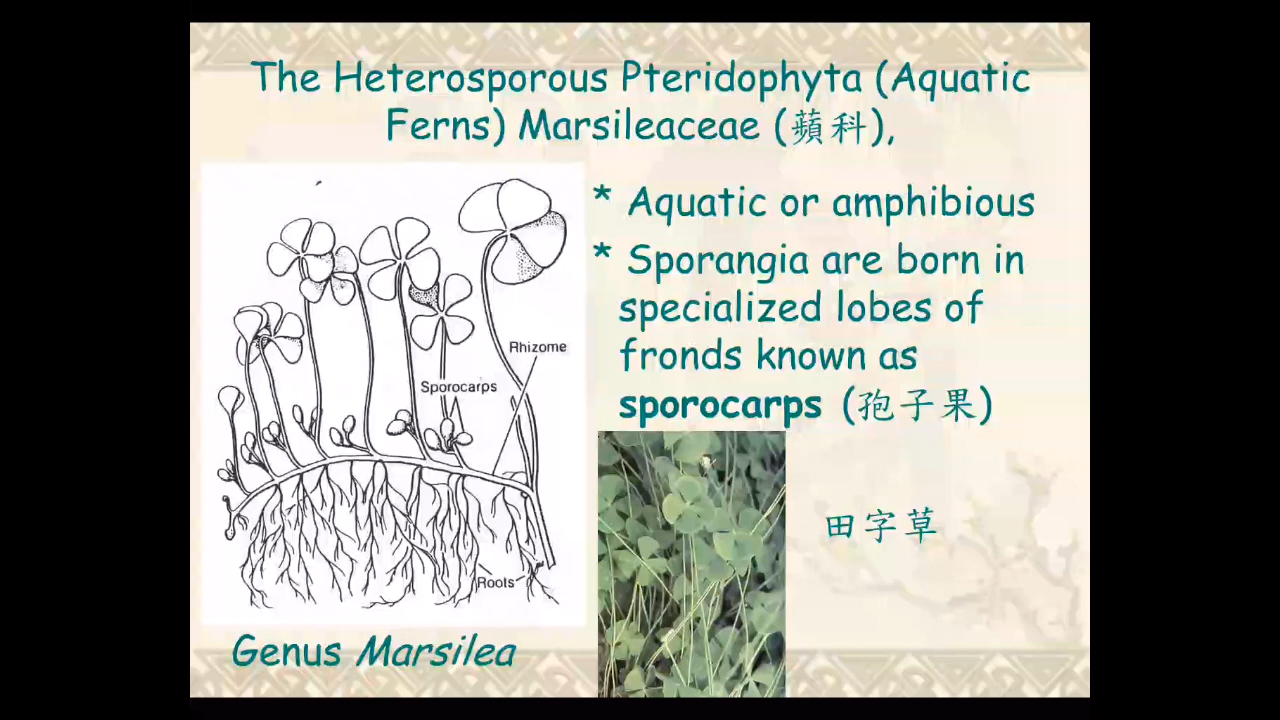 The Heterosporous Pteridophyta (Aquatic
Ferns) Marsileaceae (蘋科),
* Aquatic or amphibious
* Sporangia are born in
specialized lobes of
fronds known as
sporocarps (孢子果)
Rhizome
Sporocarps
Roots
田字草
Genus Marsilea